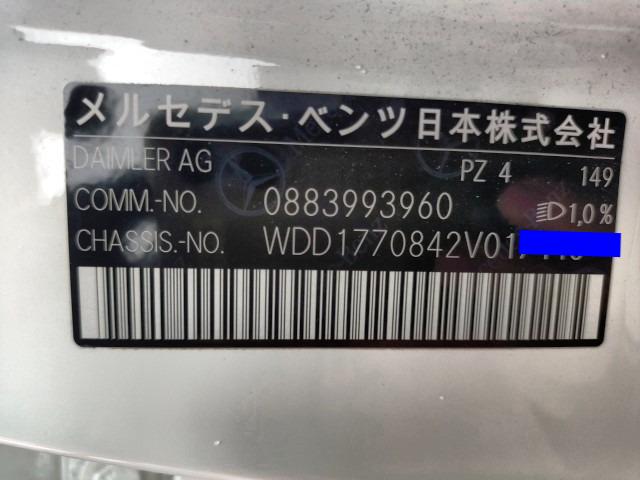 メルセデス・ベンツ日本株式会社
DAIMLER AG PZ 4 149
COMM.-NO. 0883993960 1,0%
CHASSIS.-NO. WDD1770842V01